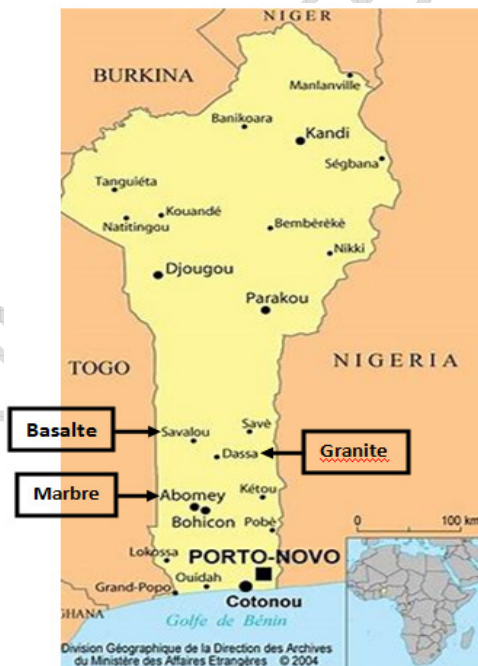 NIGER
BURKINA
Manlanville
Banikoara
Kandi
Ségbana
Tanguiéta
Kouandé
Natitingou
Bembèrèkè
Nikki
Djougou
Parakou
TOGO
NIGERIA
Basalte
Savalou
Savè
Dassa
Granite
Marbre
Abomey
Kétou
Bohicon
Pobè
0 100 km
Lokossa
PORTO-NOVO
Ouidah
Grand-Popo
Cotonou
GHANA
Golfe de Bénin
Division Géographique de la Direction des Archives
du Ministère des Affaires Etrangères © 2004